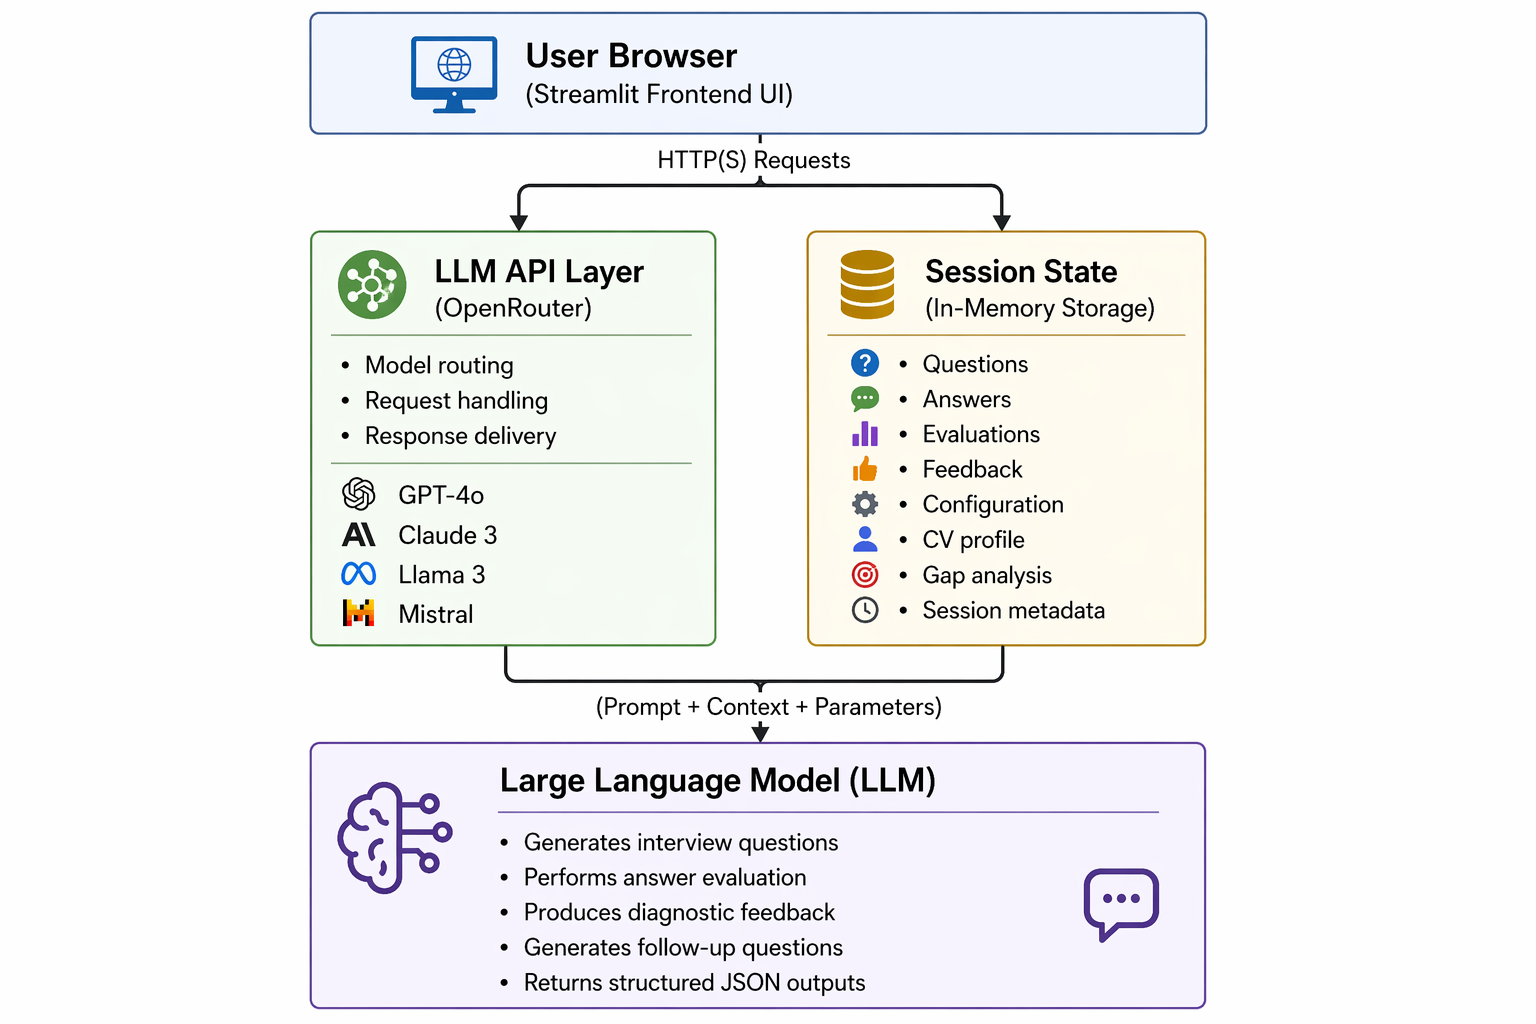 User Browser
(Streamlit Frontend UI)
HTTP(S) Requests
LLM API Layer
(OpenRouter)
• Model routing
• Request handling
• Response delivery
GPT-4o
Claude 3
Llama 3
Mistral
Session State
(In-Memory Storage)
• Questions
• Answers
• Evaluations
• Feedback
• Configuration
• CV profile
• Gap analysis
• Session metadata
(Prompt + Context + Parameters)
Large Language Model (LLM)
• Generates interview questions
• Performs answer evaluation
• Produces diagnostic feedback
• Generates follow-up questions
• Returns structured JSON outputs